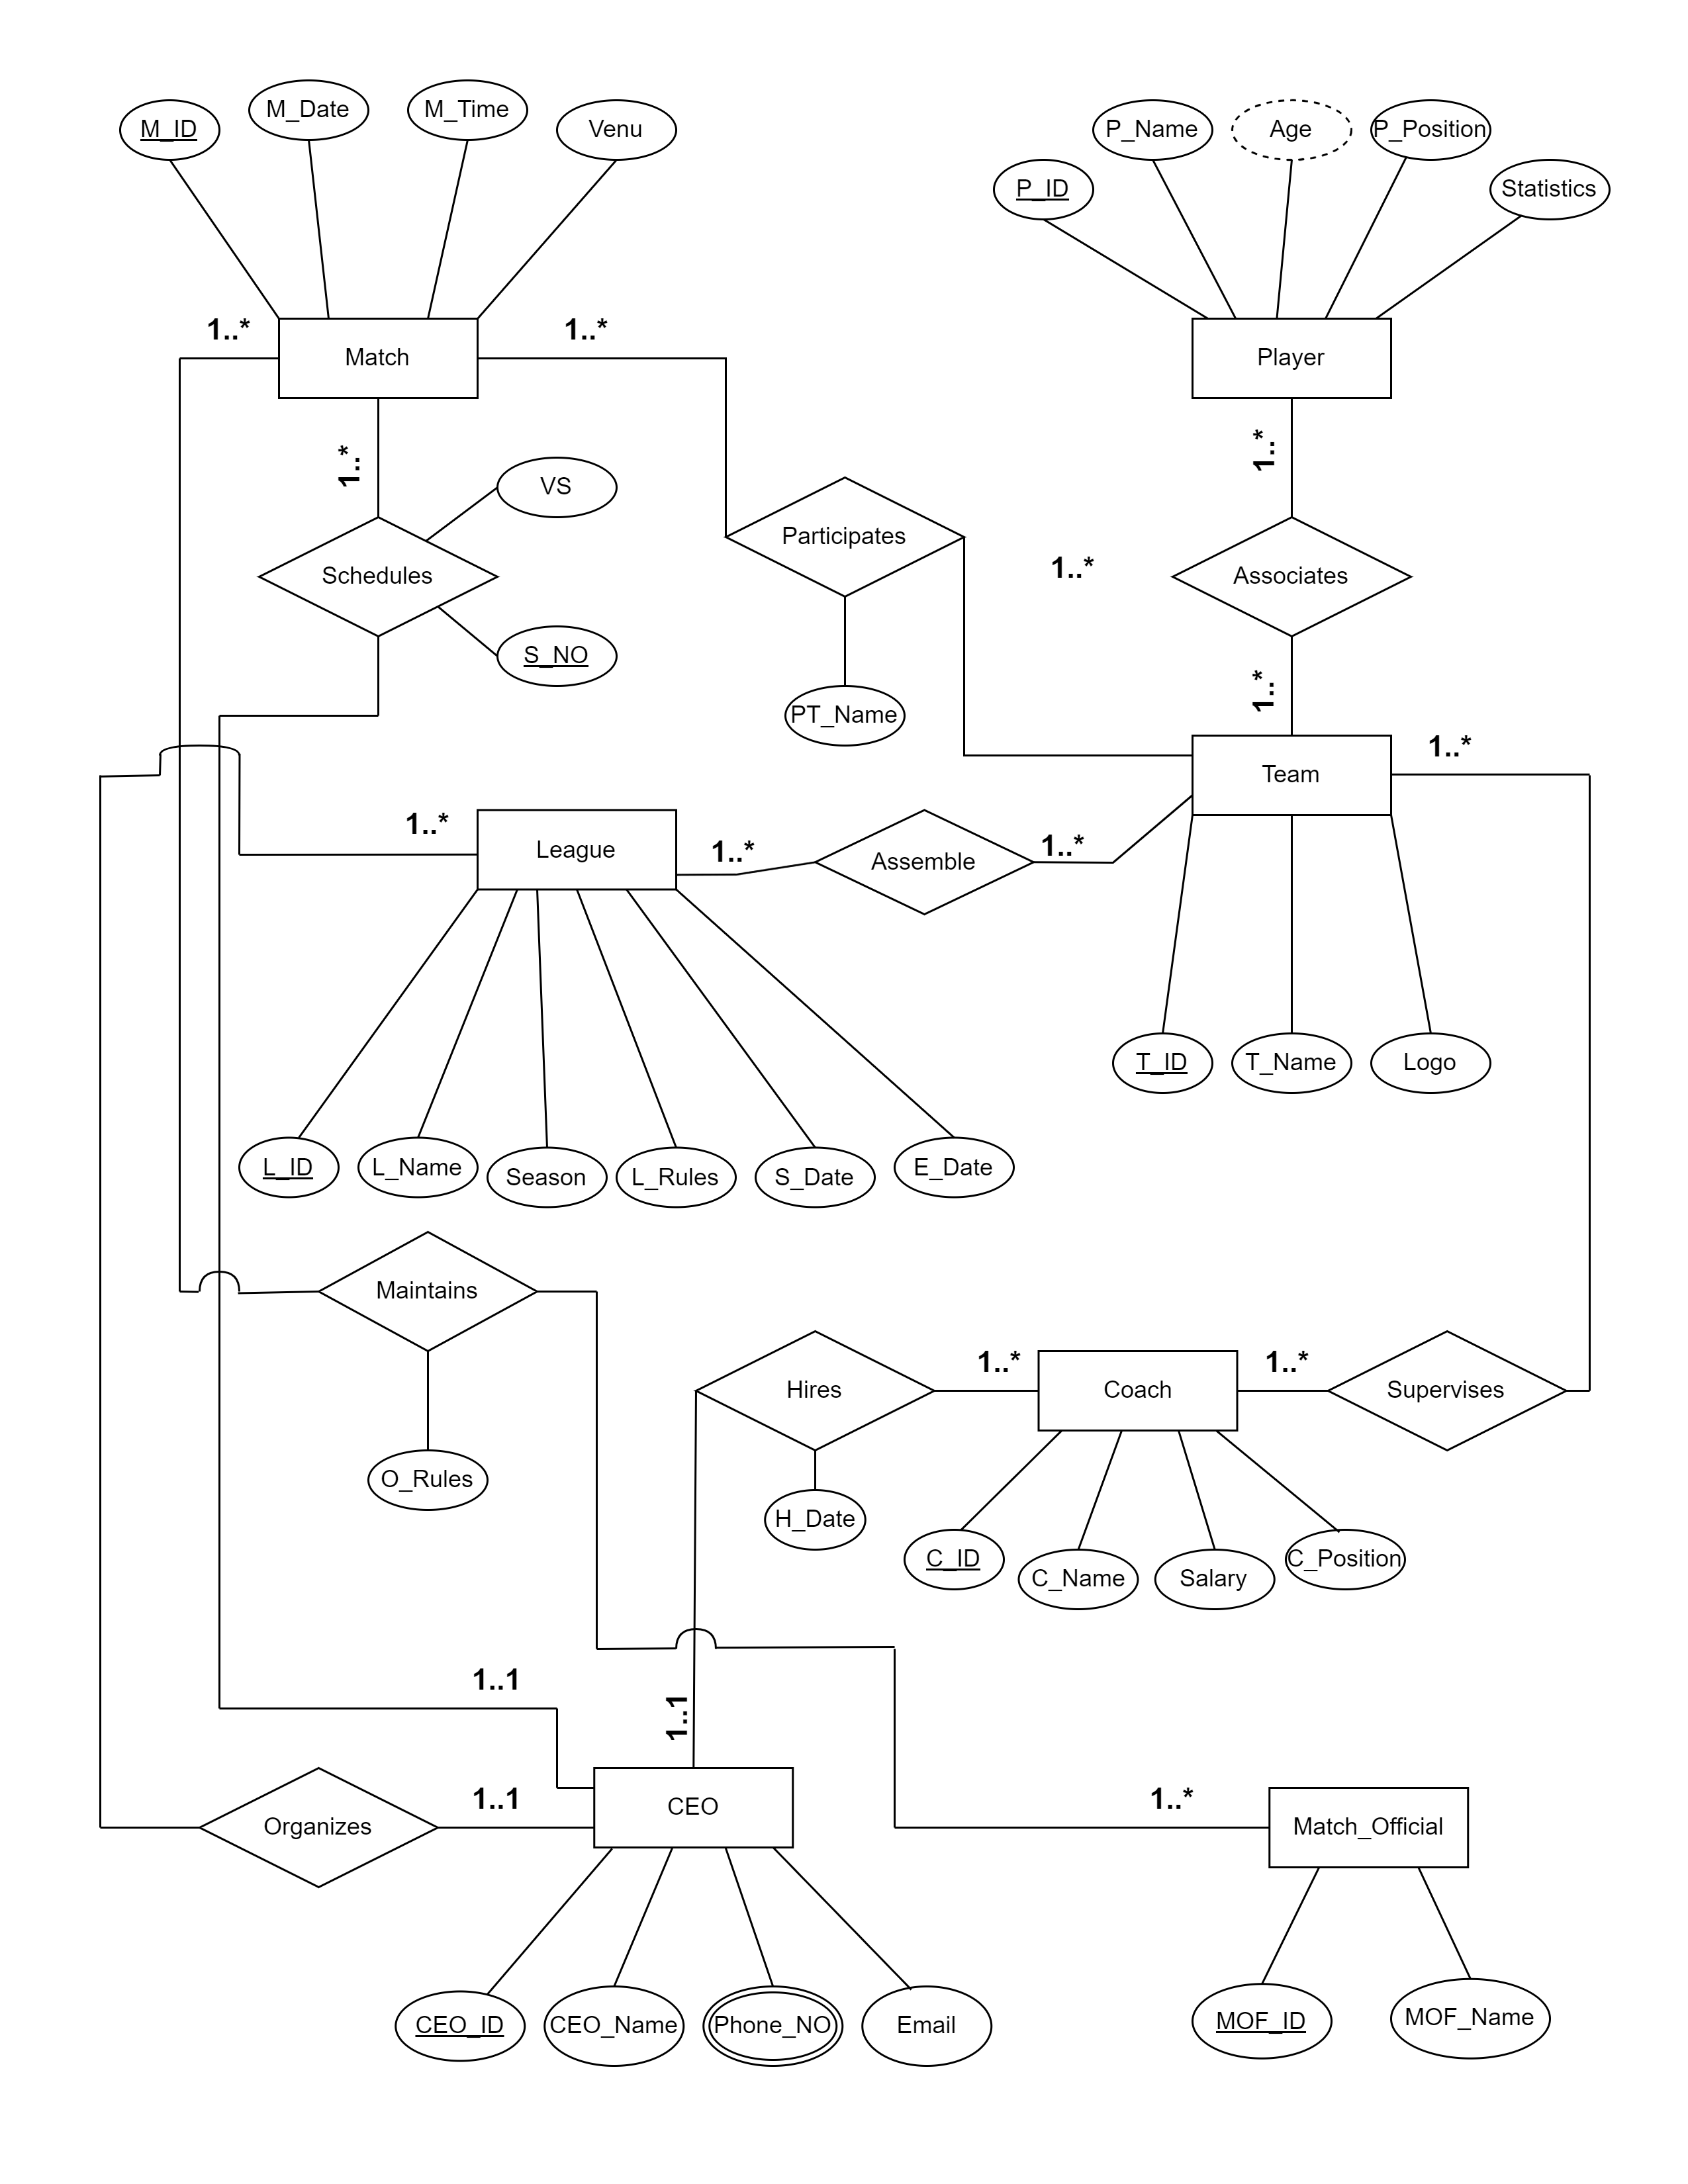 M_ID
M_Date
M_Time
Venu
P_ID
P_Name
Age
P_Position
Statistics
1..*
Match
1..*
Player
1..*
VS
Schedules
S_NO
Participates
PT_Name
1..*
1..*
Associates
1..*
Team
1..*
1..*
League
1..*
Assemble
1..*
T_ID
T_Name
Logo
L_ID
L_Name
Season
L_Rules
S_Date
E_Date
Maintains
O_Rules
Hires
H_Date
1..*
Coach
1..*
Supervises
C_ID
C_Name
Salary
C_Position
1..1
1..1
Organizes
1..1
CEO
1..*
Match_Official
CEO_ID
CEO_Name
Phone_NO
Email
MOF_ID
MOF_Name